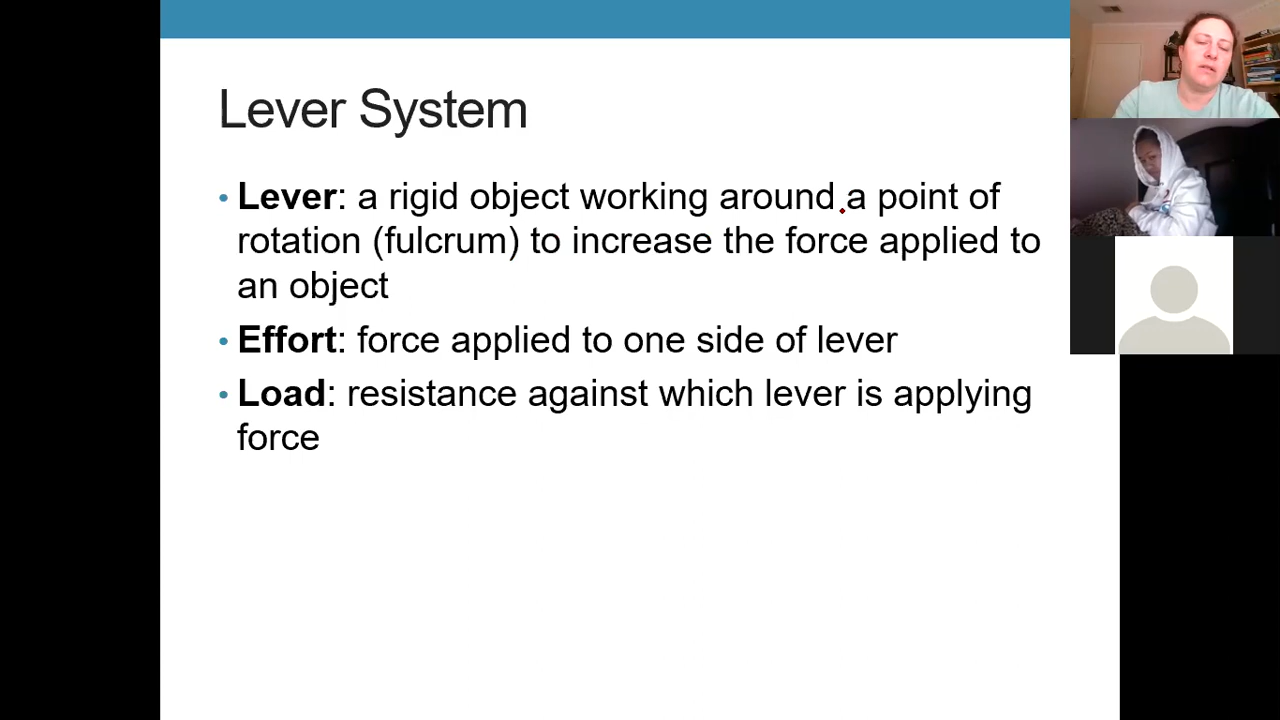 Lever System
• Lever: a rigid object working around a point of
rotation (fulcrum) to increase the force applied to
an object
• Effort: force applied to one side of lever
• Load: resistance against which lever is applying
force